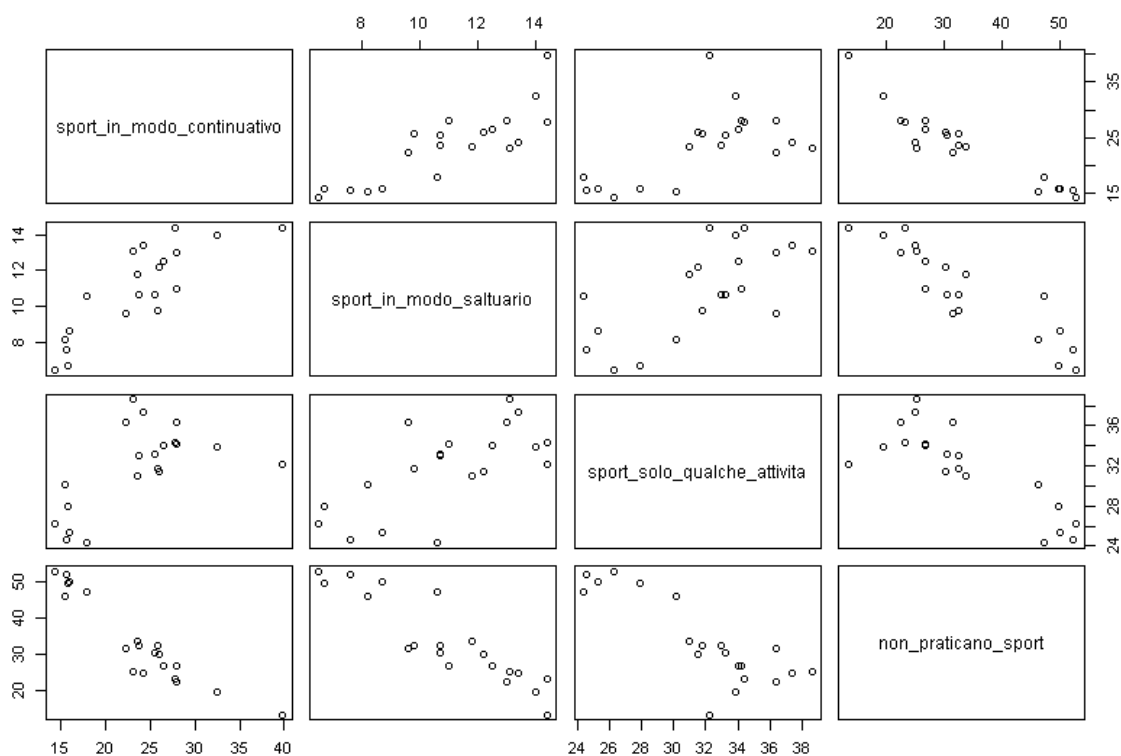 8 10 12 14
20 30 40 50
sport_in_modo_continuativo
15 25 35
8 10 12 14
sport_in_modo_saltuario
sport_solo_qualche_attivita
24 28 32 36
20 30 40 50
non_praticano_sport
15 20 25 30 35 40
24 26 28 30 32 34 36 38